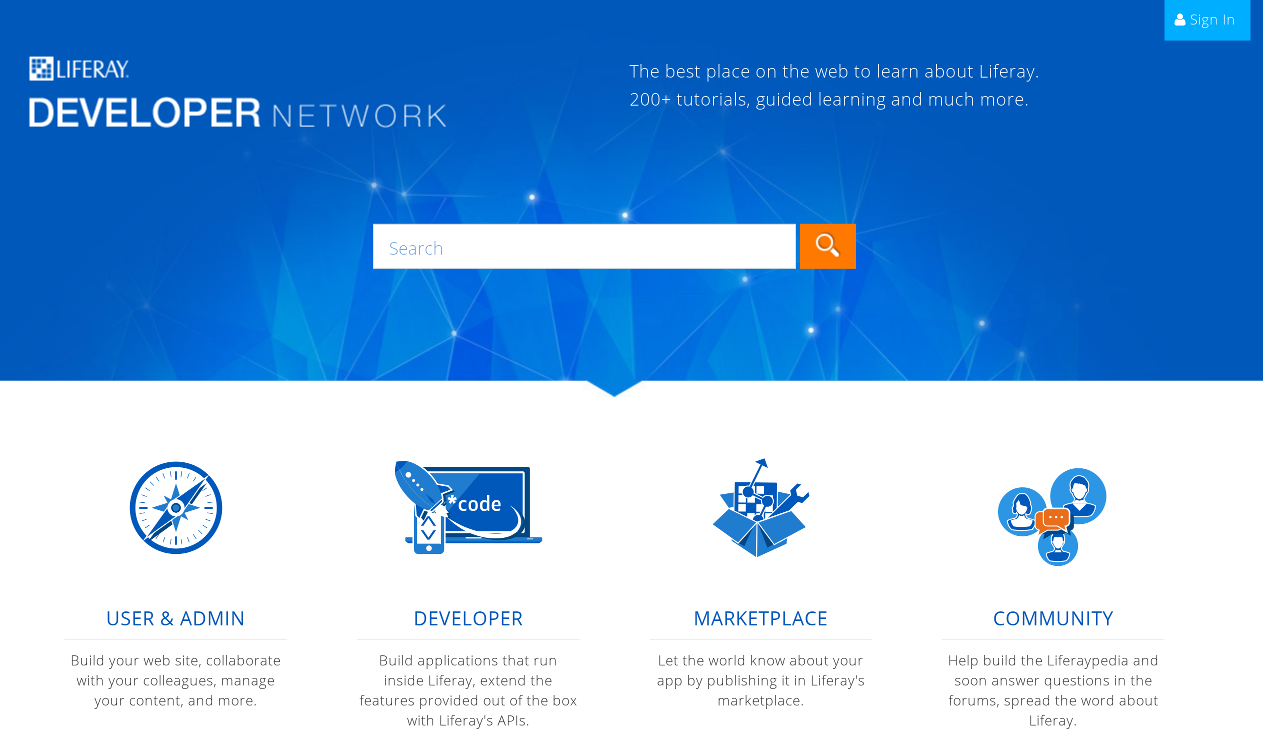 Sign In
LIFERAY.
DEVELOPER NETWORK
The best place on the web to learn about Liferay.
200+ tutorials, guided learning and much more.
Search
*code
USER & ADMIN
Build your web site, collaborate
with your colleagues, manage
your content, and more.
DEVELOPER
Build applications that run
inside Liferay, extend the
features provided out of the box
with Liferay's APIs.
MARKETPLACE
Let the world know about your
app by publishing it in Liferay's
marketplace.
COMMUNITY
Help build the Liferaypedia and
soon answer questions in the
forums, spread the word about
Liferay.